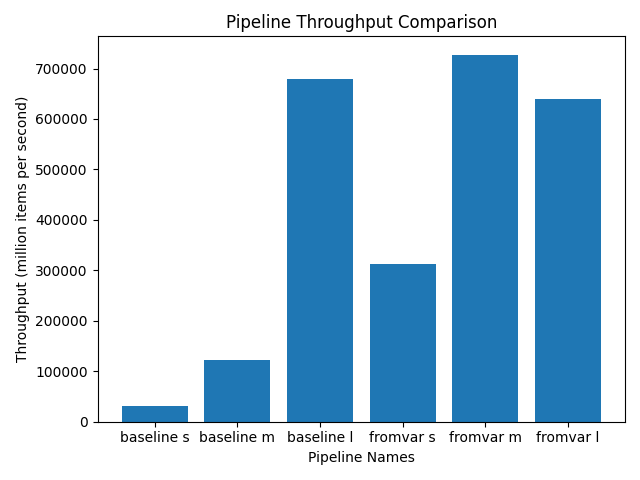 Pipeline Throughput Comparison
Throughput (million items per second)
700000
600000
500000
400000
300000
200000
100000
0
baseline s baseline m baseline l fromvar s fromvar m fromvar l
Pipeline Names